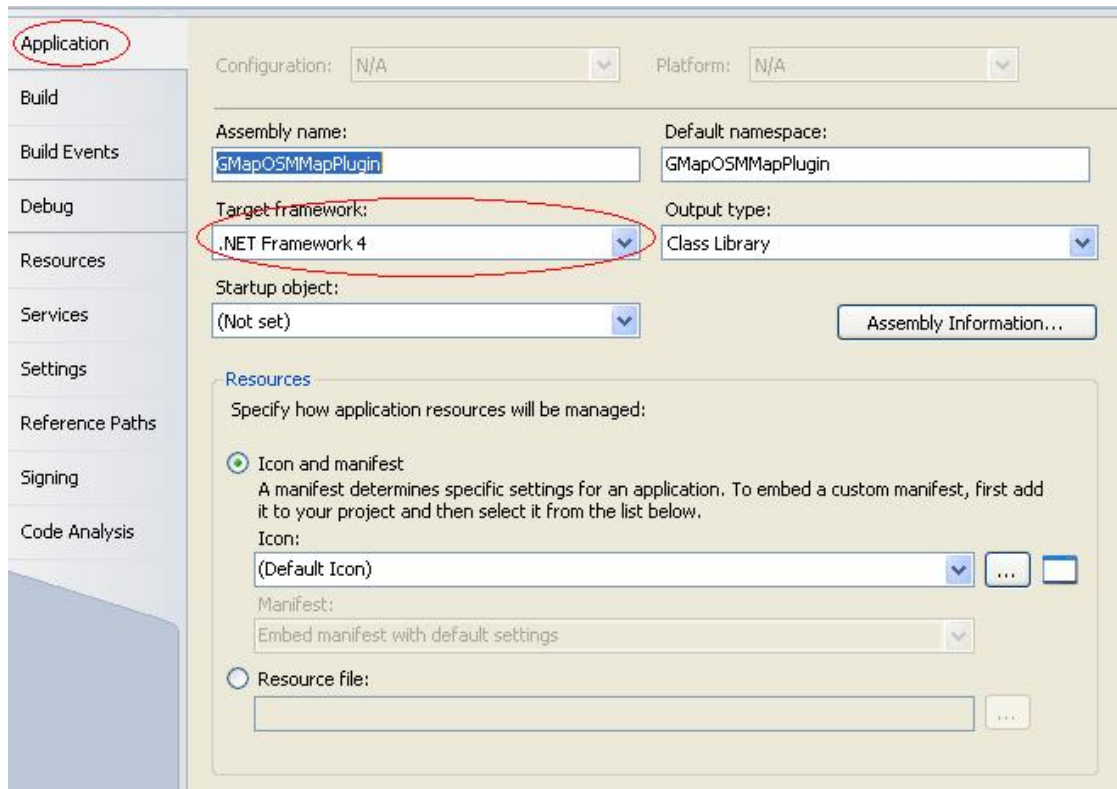 Application
Build
Build Events
Debug
Resources
Services
Settings
Reference Paths
Signing
Code Analysis
Configuration: N/A Platform: N/A
Assembly name: Default namespace:
GMapOSMMapPlugin GMapOSMMapPlugin
Target framework: Output type:
.NET Framework 4 Class Library
Startup object:
(Not set) Assembly Information...
Resources
Specify how application resources will be managed:
Icon and manifest
A manifest determines specific settings for an application. To embed a custom manifest, first add
it to your project and then select it from the list below.
Icon:
(Default Icon) ...
Manifest:
Embed manifest with default settings
Resource file:
...